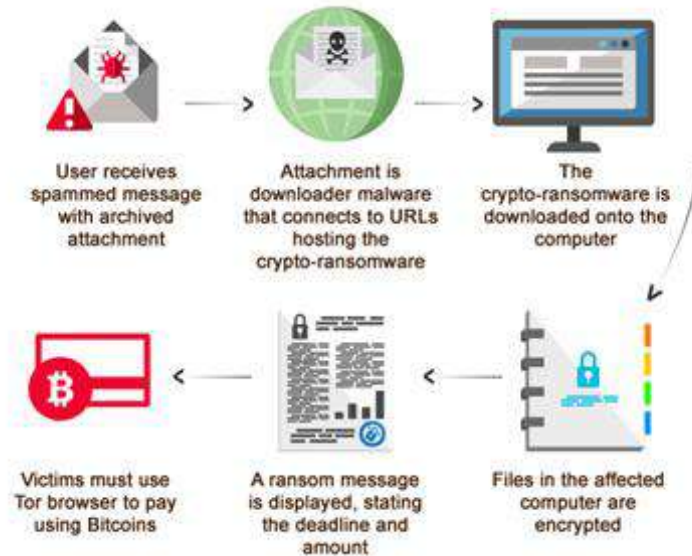 User receives
spammed message
with archived
attachment
Attachment is
downloader malware
that connects to URLs
hosting the
crypto-ransomware
The
crypto-ransomware is
downloaded onto the
computer
Files in the affected
computer are
encrypted
A ransom message
is displayed, stating
the deadline and
amount
Victims must use
Tor browser to pay
using Bitcoins